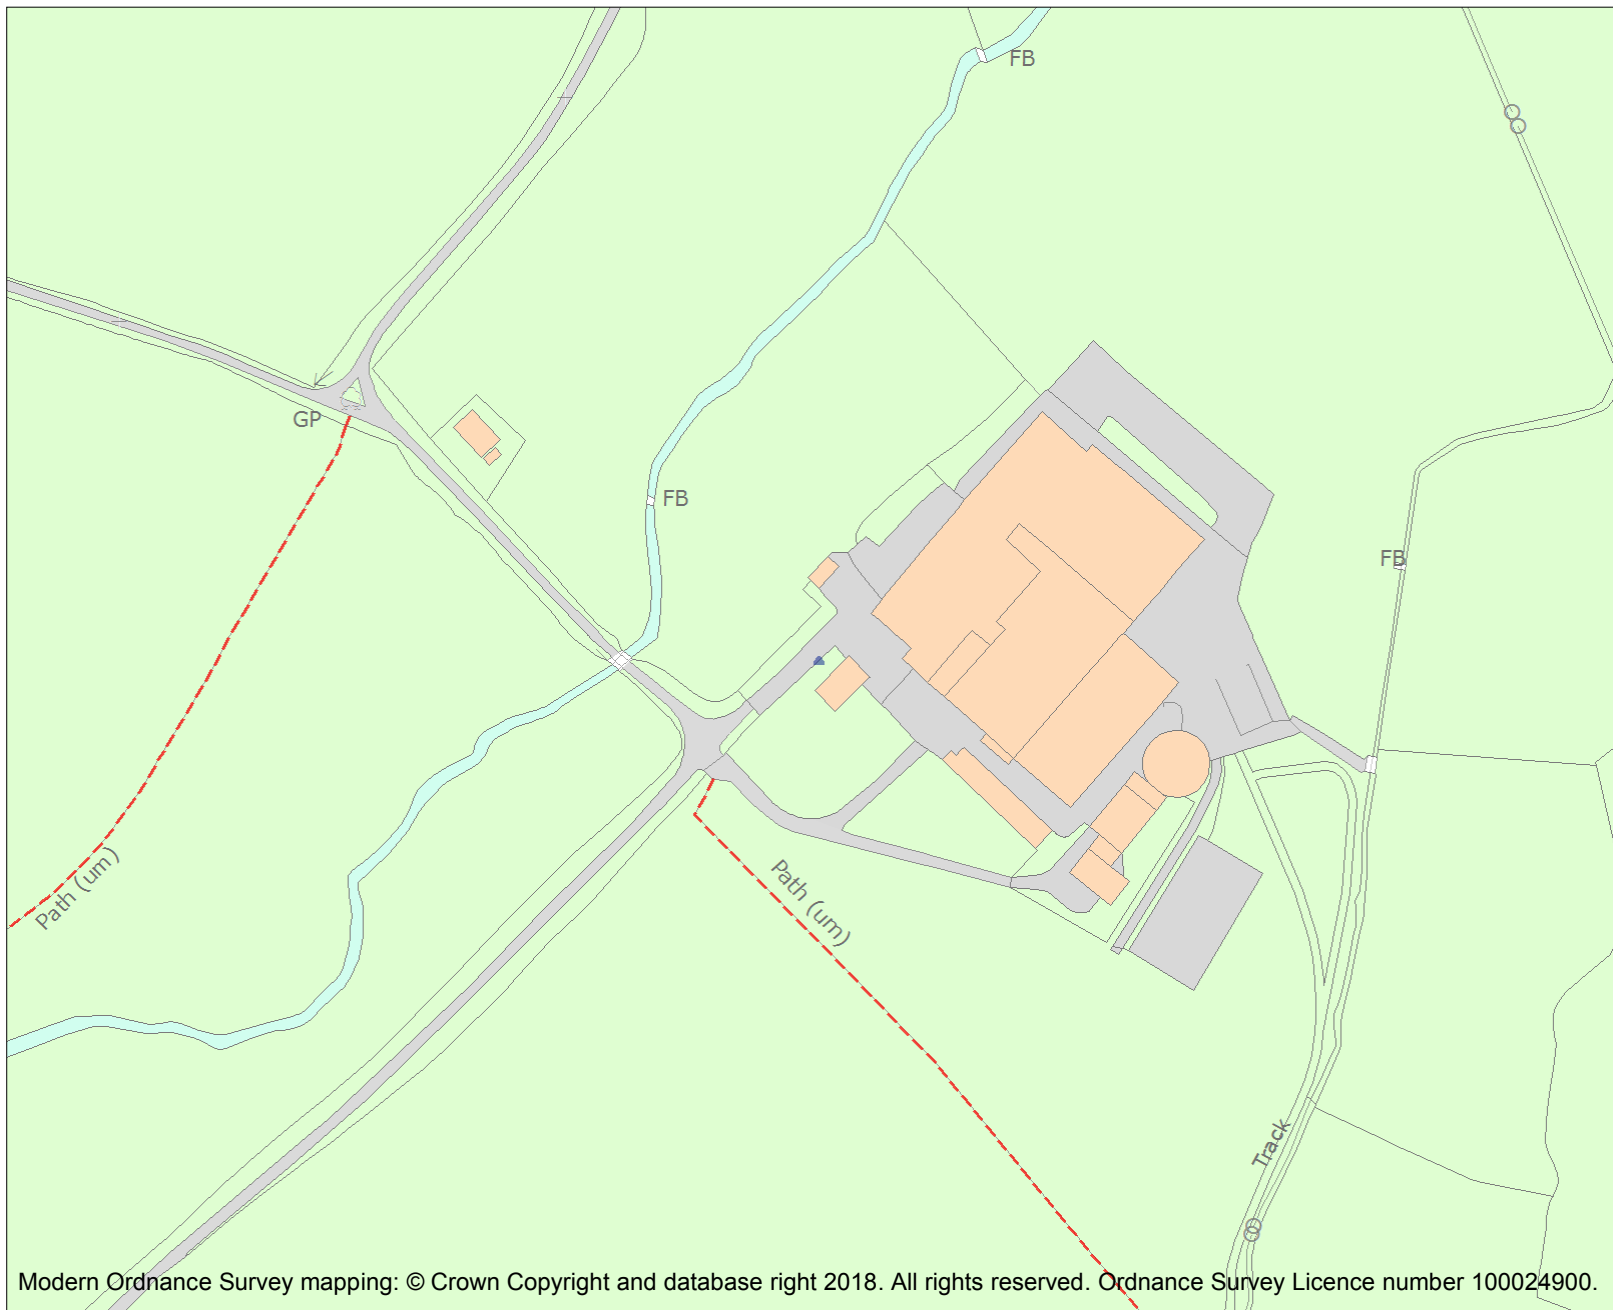 FB
GP
FB
FB
Path (um)
Path (um)
Track
Modern Ordnance Survey mapping: © Crown Copyright and database right 2018. All rights reserved. Ordnance Survey Licence number 100024900.